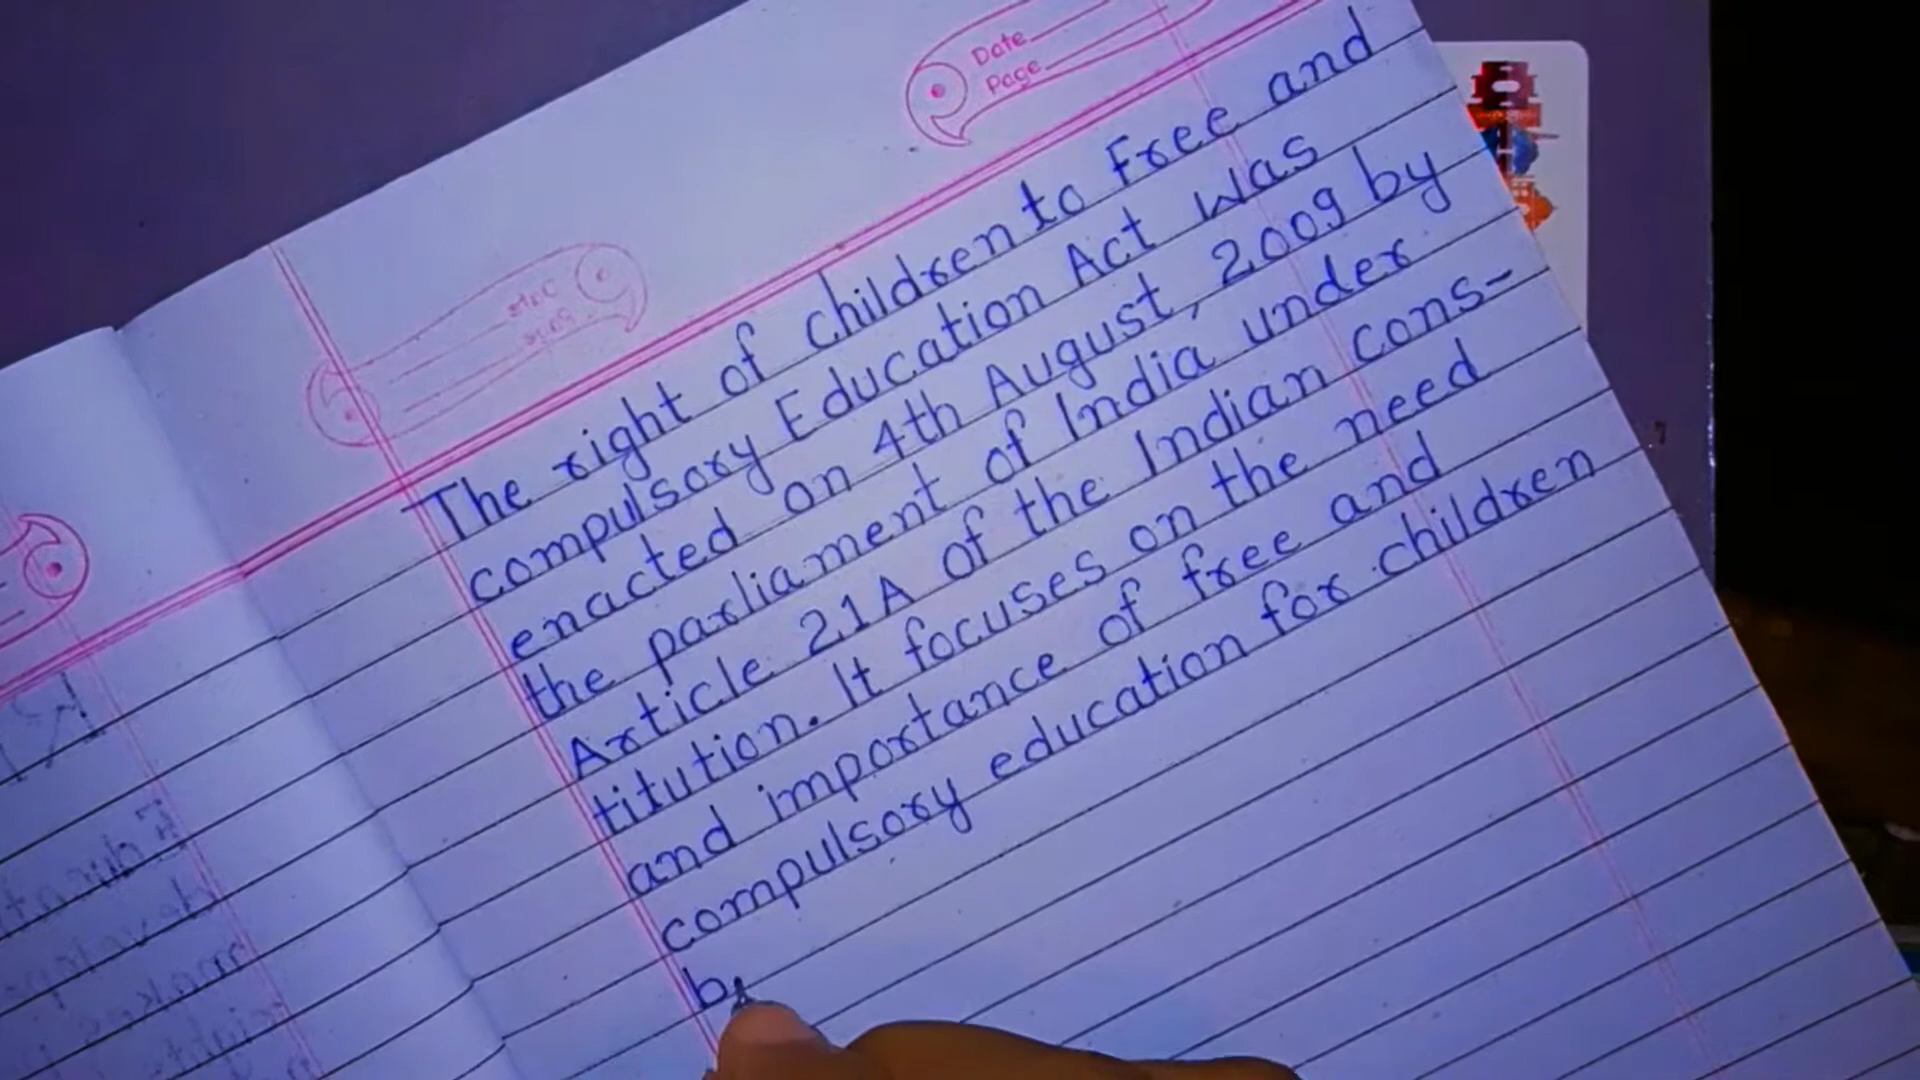 Date
Page
The right of children to Free and
compulsory Education Act Was
enacted on 4th August, 2009 by
the parliament of India under
Article 21A of the Indian cons-
titution. It focuses on the need
and importance of free and
compulsory education for children
b